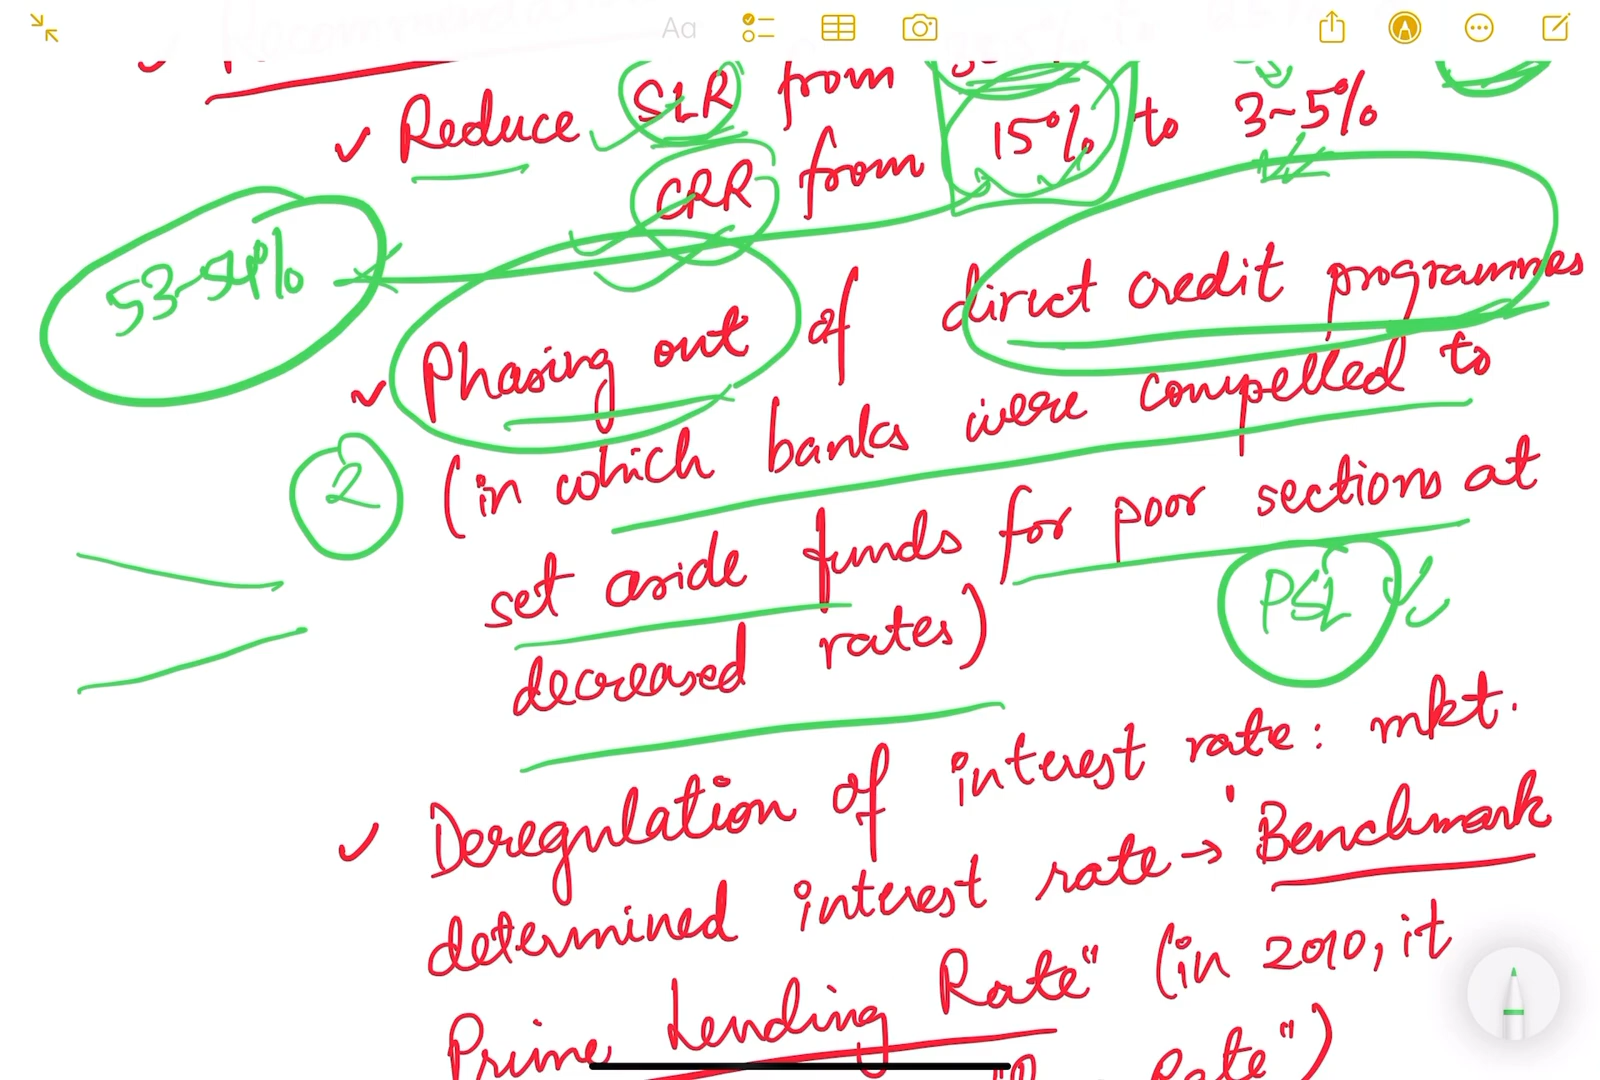 Aa
✓ Reduce SLR from
CRR from 15% to 3~5%
53-54%
✓ Phasing out of direct credit programmes
2 (in which banks were compelled to
set aside funds for poor sections at
decreased rates)
PSL
✓ Deregulation of interest rate: mkt.
determined interest rate → 'Benchmark
Prime Lending Rate" (in 2010, it
Rate")